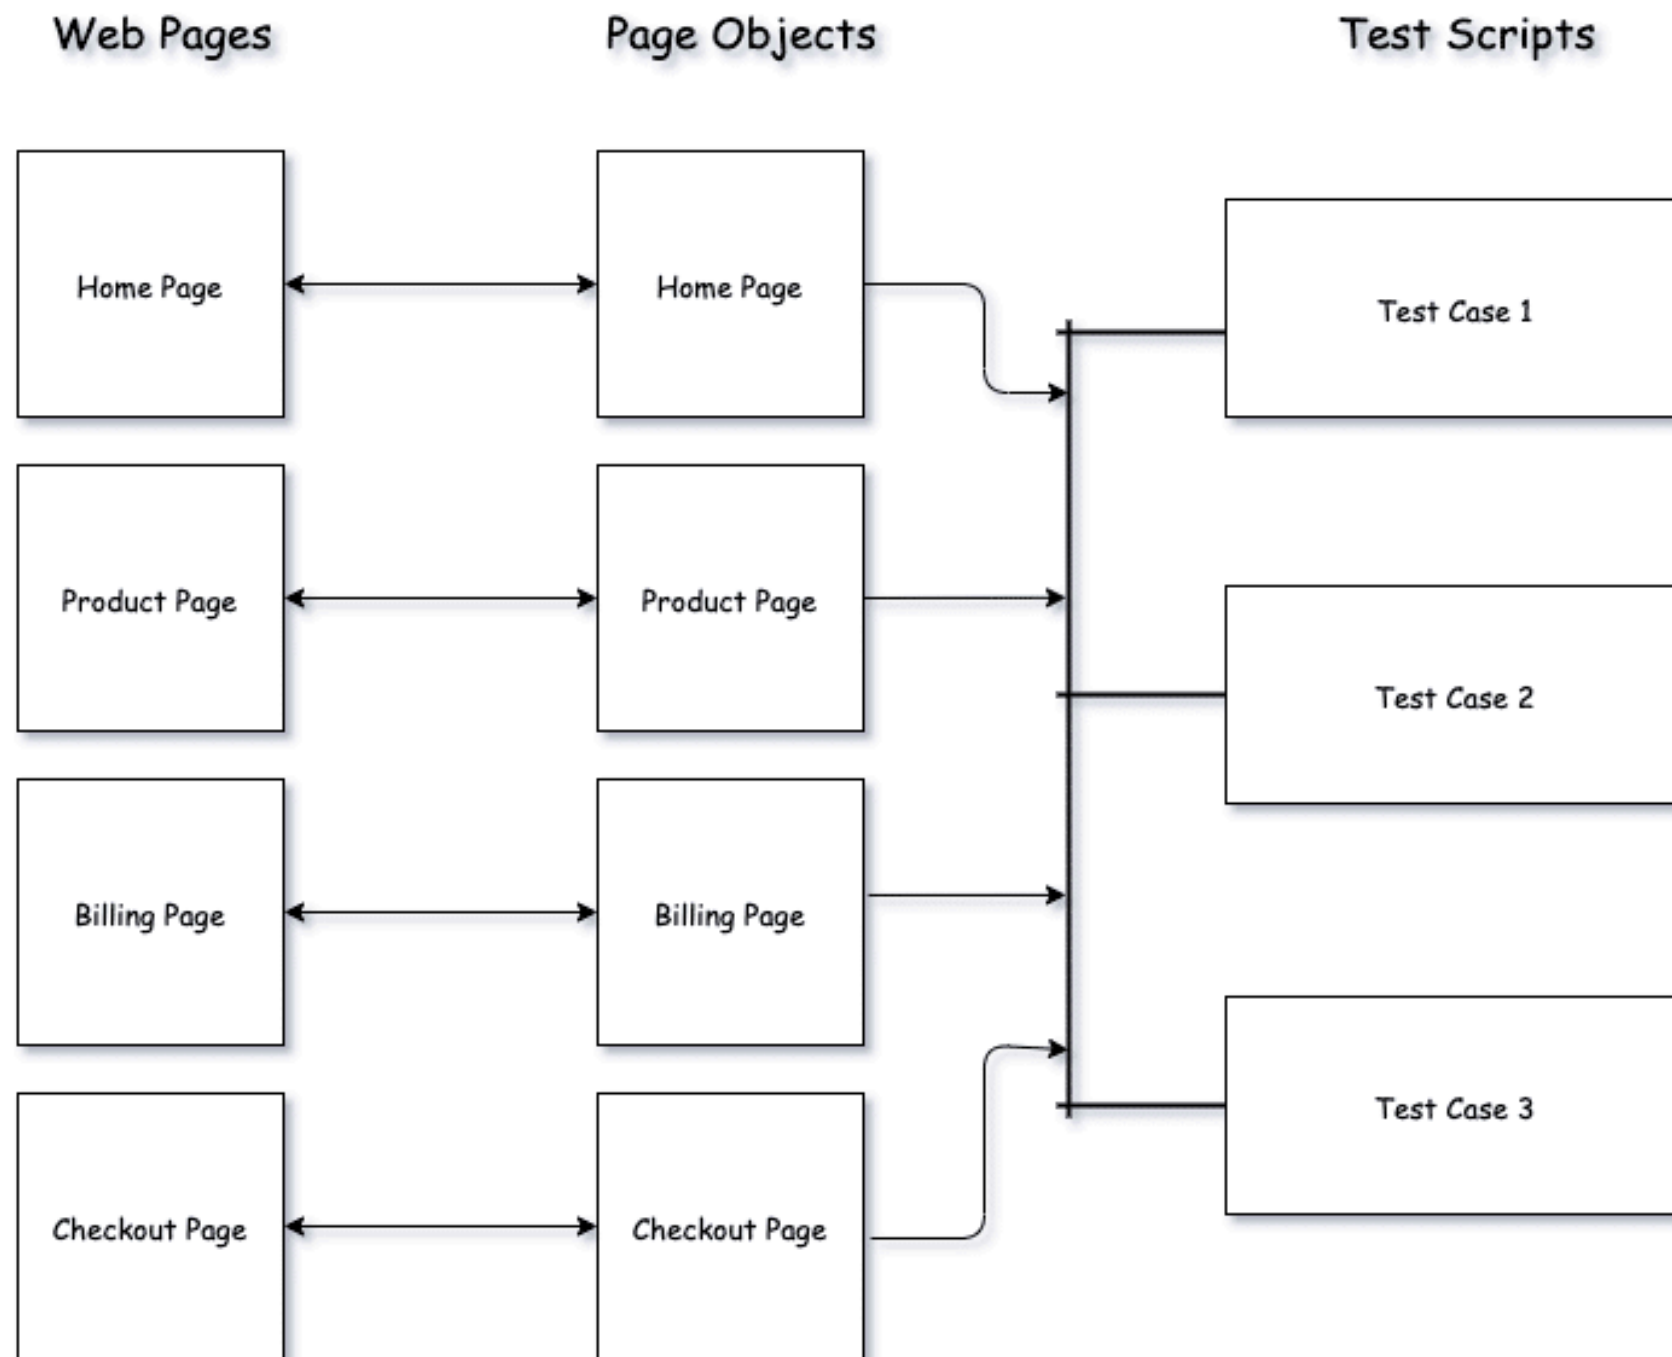 Web Pages
Page Objects
Test Scripts
Home Page
Home Page
Test Case 1
Product Page
Product Page
Test Case 2
Billing Page
Billing Page
Test Case 3
Checkout Page
Checkout Page